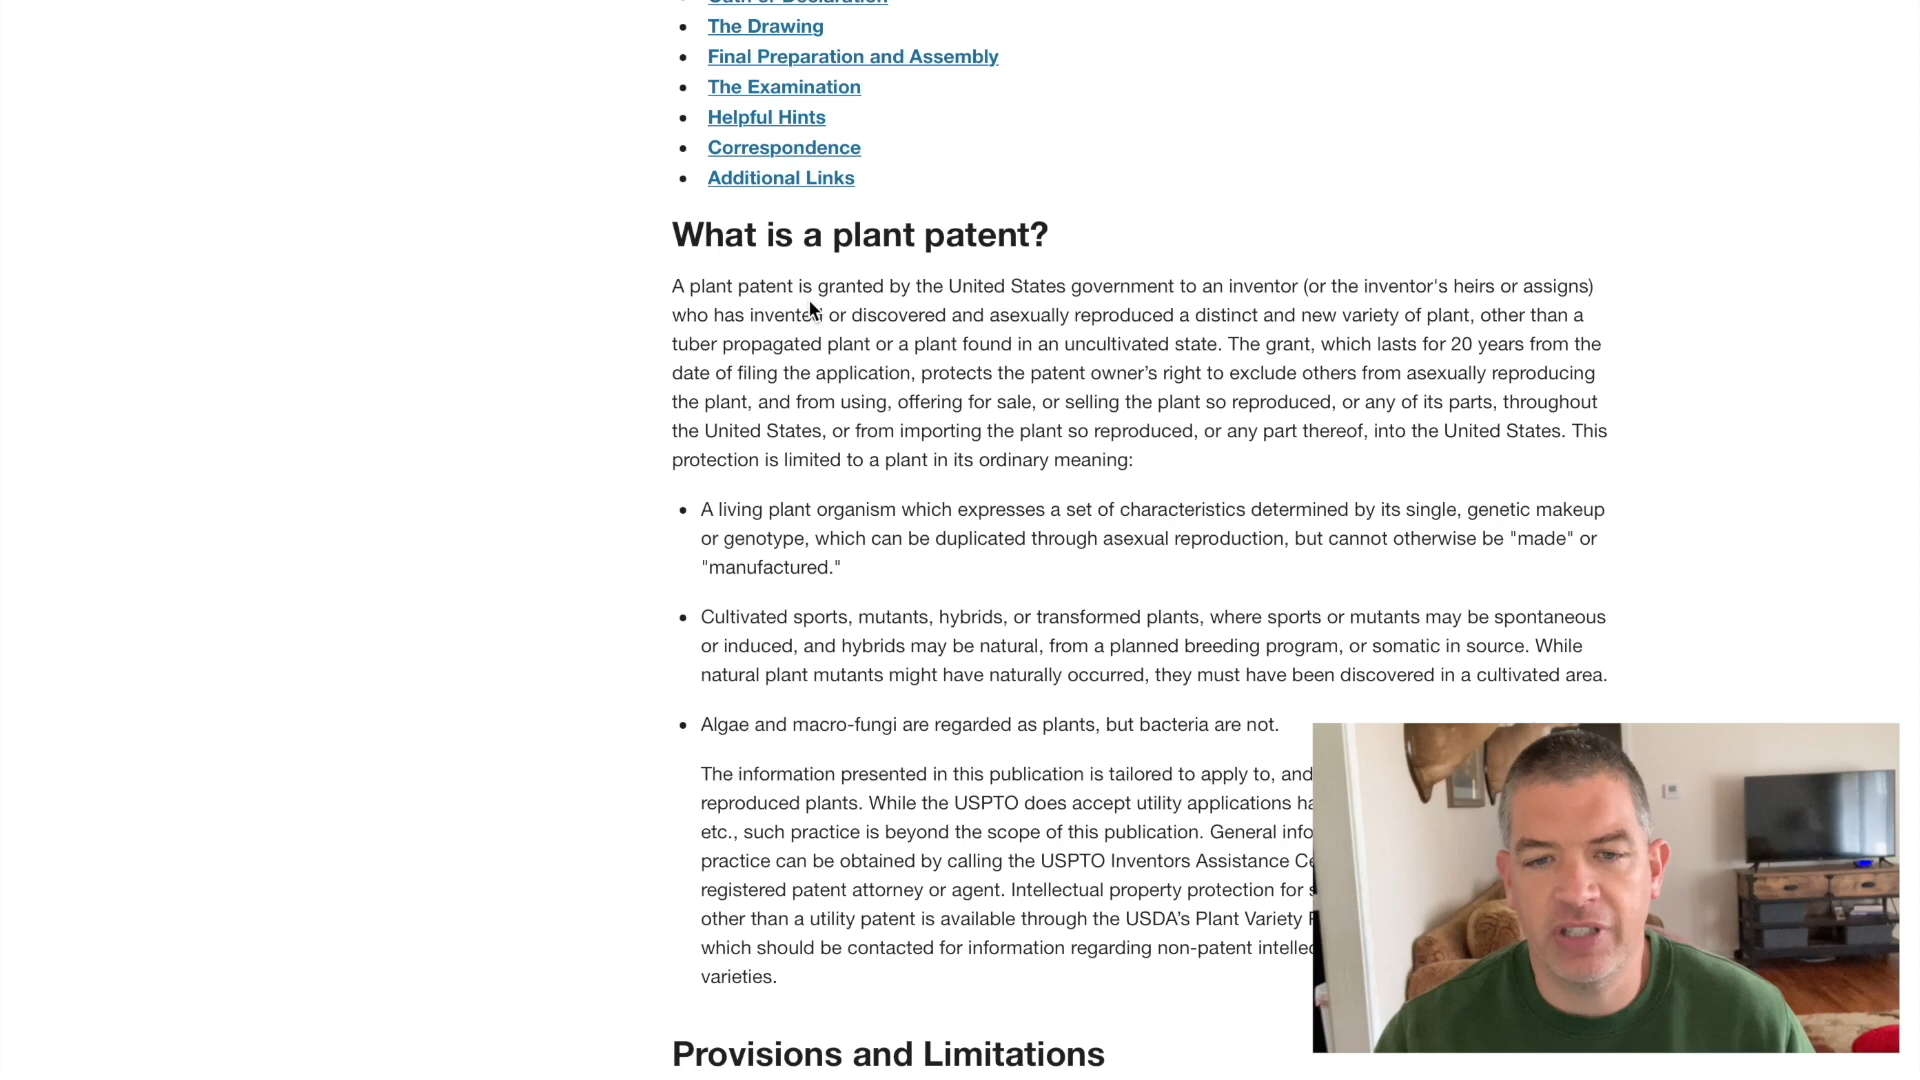 Oath or Declaration
The Drawing
Final Preparation and Assembly
The Examination
Helpful Hints
Correspondence
Additional Links
What is a plant patent?
A plant patent is granted by the United States government to an inventor (or the inventor's heirs or assigns)
who has invented or discovered and asexually reproduced a distinct and new variety of plant, other than a
tuber propagated plant or a plant found in an uncultivated state. The grant, which lasts for 20 years from the
date of filing the application, protects the patent owner’s right to exclude others from asexually reproducing
the plant, and from using, offering for sale, or selling the plant so reproduced, or any of its parts, throughout
the United States, or from importing the plant so reproduced, or any part thereof, into the United States. This
protection is limited to a plant in its ordinary meaning:
A living plant organism which expresses a set of characteristics determined by its single, genetic makeup
or genotype, which can be duplicated through asexual reproduction, but cannot otherwise be "made" or
"manufactured."
Cultivated sports, mutants, hybrids, or transformed plants, where sports or mutants may be spontaneous
or induced, and hybrids may be natural, from a planned breeding program, or somatic in source. While
natural plant mutants might have naturally occurred, they must have been discovered in a cultivated area.
Algae and macro-fungi are regarded as plants, but bacteria are not.
The information presented in this publication is tailored to apply to, and
reproduced plants. While the USPTO does accept utility applications
etc., such practice is beyond the scope of this publication. General
practice can be obtained by calling the USPTO Inventors Assistance
registered patent attorney or agent. Intellectual property protection for
other than a utility patent is available through the USDA’s Plant Variety
which should be contacted for information regarding non-patent
varieties.
Provisions and Limitations